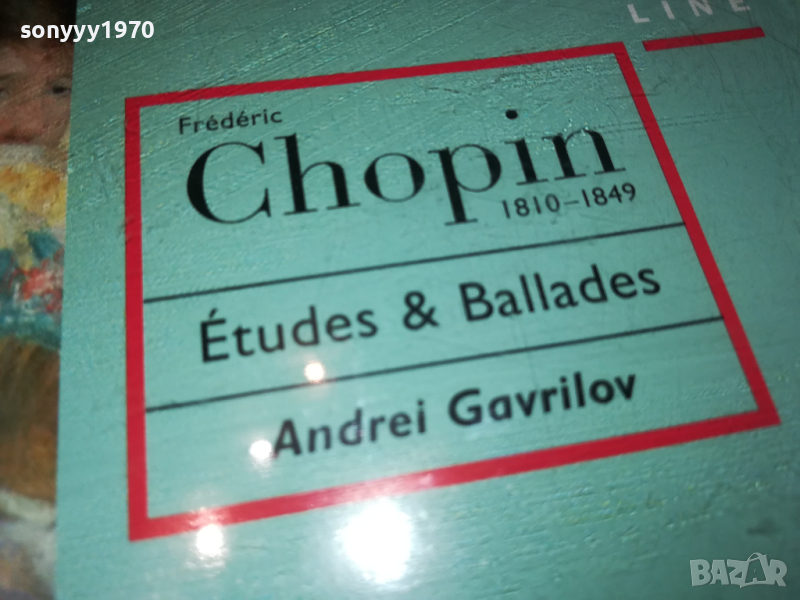 sonyyy1970
LINE
Frédéric
Chopin
1810–1849
Études & Ballades
Andrei Gavrilov
BAZAR